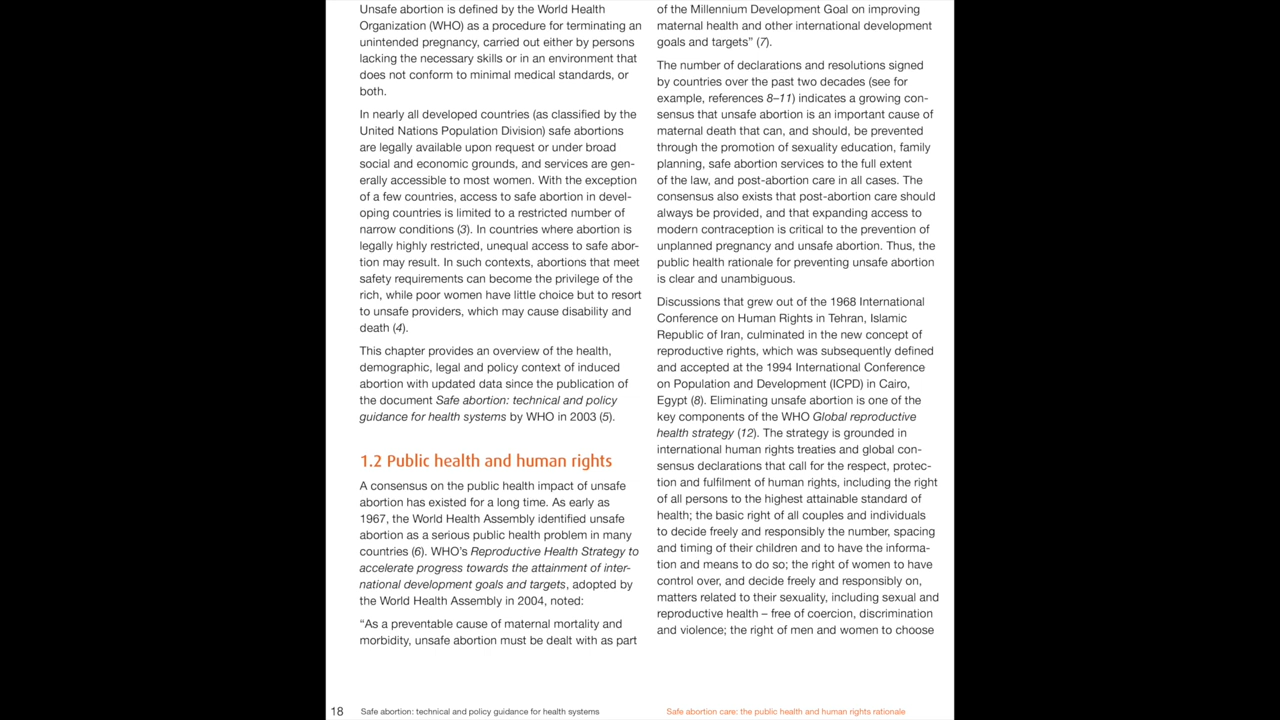 Unsafe abortion is defined by the World Health
Organization (WHO) as a procedure for terminating an
unintended pregnancy, carried out either by persons
lacking the necessary skills or in an environment that
does not conform to minimal medical standards, or
both.
In nearly all developed countries (as classified by the
United Nations Population Division) safe abortions
are legally available upon request or under broad
social and economic grounds, and services are gen-
erally accessible to most women. With the exception
of a few countries, access to safe abortion in devel-
oping countries is limited to a restricted number of
narrow conditions (3). In countries where abortion is
legally highly restricted, unequal access to safe abor-
tion may result. In such contexts, abortions that meet
safety requirements can become the privilege of the
rich, while poor women have little choice but to resort
to unsafe providers, which may cause disability and
death (4).
This chapter provides an overview of the health,
demographic, legal and policy context of induced
abortion with updated data since the publication of
the document Safe abortion: technical and policy
guidance for health systems by WHO in 2003 (5).
1.2 Public health and human rights
A consensus on the public health impact of unsafe
abortion has existed for a long time. As early as
1967, the World Health Assembly identified unsafe
abortion as a serious public health problem in many
countries (6). WHO's Reproductive Health Strategy to
accelerate progress towards the attainment of inter-
national development goals and targets, adopted by
the World Health Assembly in 2004, noted:
“As a preventable cause of maternal mortality and
morbidity, unsafe abortion must be dealt with as part
of the Millennium Development Goal on improving
maternal health and other international development
goals and targets” (7).
The number of declarations and resolutions signed
by countries over the past two decades (see for
example, references 8–11) indicates a growing con-
sensus that unsafe abortion is an important cause of
maternal death that can, and should, be prevented
through the promotion of sexuality education, family
planning, safe abortion services to the full extent
of the law, and post-abortion care in all cases. The
consensus also exists that post-abortion care should
always be provided, and that expanding access to
modern contraception is critical to the prevention of
unplanned pregnancy and unsafe abortion. Thus, the
public health rationale for preventing unsafe abortion
is clear and unambiguous.
Discussions that grew out of the 1968 International
Conference on Human Rights in Tehran, Islamic
Republic of Iran, culminated in the new concept of
reproductive rights, which was subsequently defined
and accepted at the 1994 International Conference
on Population and Development (ICPD) in Cairo,
Egypt (8). Eliminating unsafe abortion is one of the
key components of the WHO Global reproductive
health strategy (12). The strategy is grounded in
international human rights treaties and global con-
sensus declarations that call for the respect, protec-
tion and fulfilment of human rights, including the right
of all persons to the highest attainable standard of
health; the basic right of all couples and individuals
to decide freely and responsibly the number, spacing
and timing of their children and to have the informa-
tion and means to do so; the right of women to have
control over, and decide freely and responsibly on,
matters related to their sexuality, including sexual and
reproductive health – free of coercion, discrimination
and violence; the right of men and women to choose
18 Safe abortion: technical and policy guidance for health systems
Safe abortion care: the public health and human rights rationale